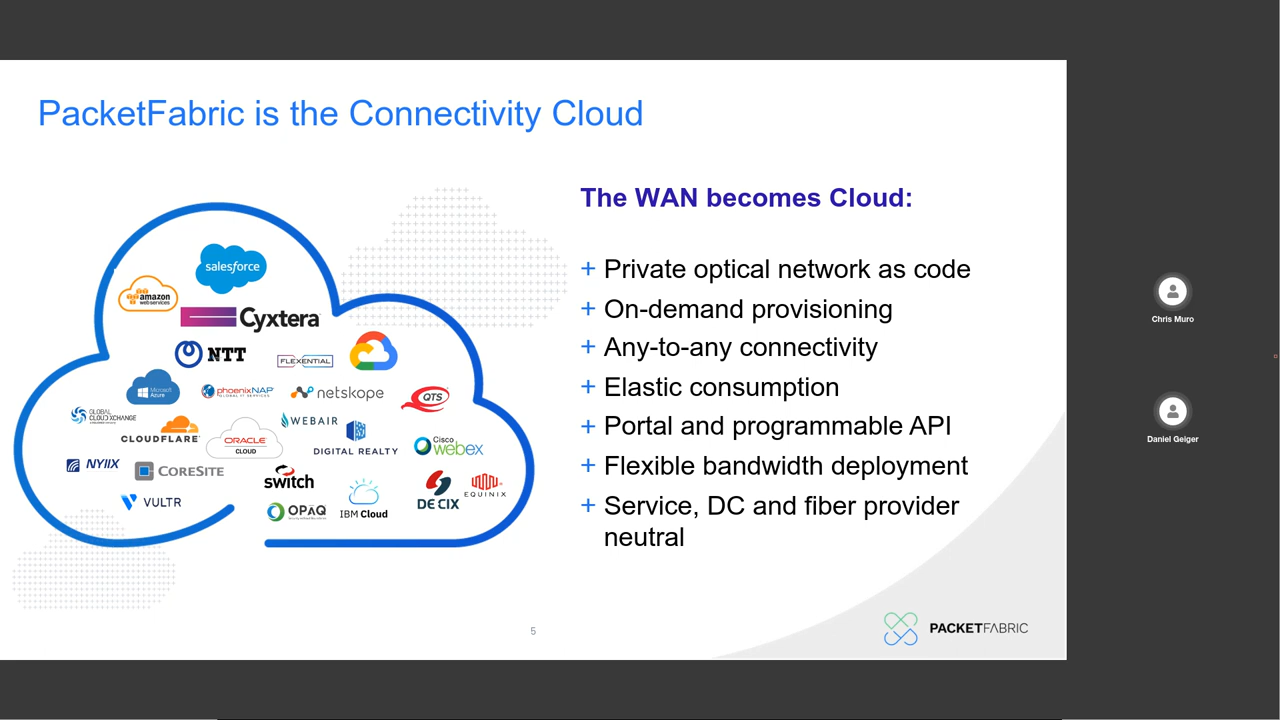 PacketFabric is the Connectivity Cloud
The WAN becomes Cloud:
+ Private optical network as code
+ On-demand provisioning
+ Any-to-any connectivity
+ Elastic consumption
+ Portal and programmable API
+ Flexible bandwidth deployment
+ Service, DC and fiber provider
neutral
salesforce
amazon
web services
Cyxtera
NTT
FLEXENTIAL
Microsoft
Azure
phoenixNAP
GLOBAL IT SERVICES
netskope
QTS
GLOBAL
CLOUD XCHANGE
CLOUDFLARE
ORACLE
CLOUD
WEBAIR
DIGITAL REALTY
Cisco
webex
NYIIX
CORESITE
switch
VULTR
OPAQ
IBM Cloud
DE CIX
EQUINIX
5
PACKETFABRIC
Chris Muro
Daniel Geiger